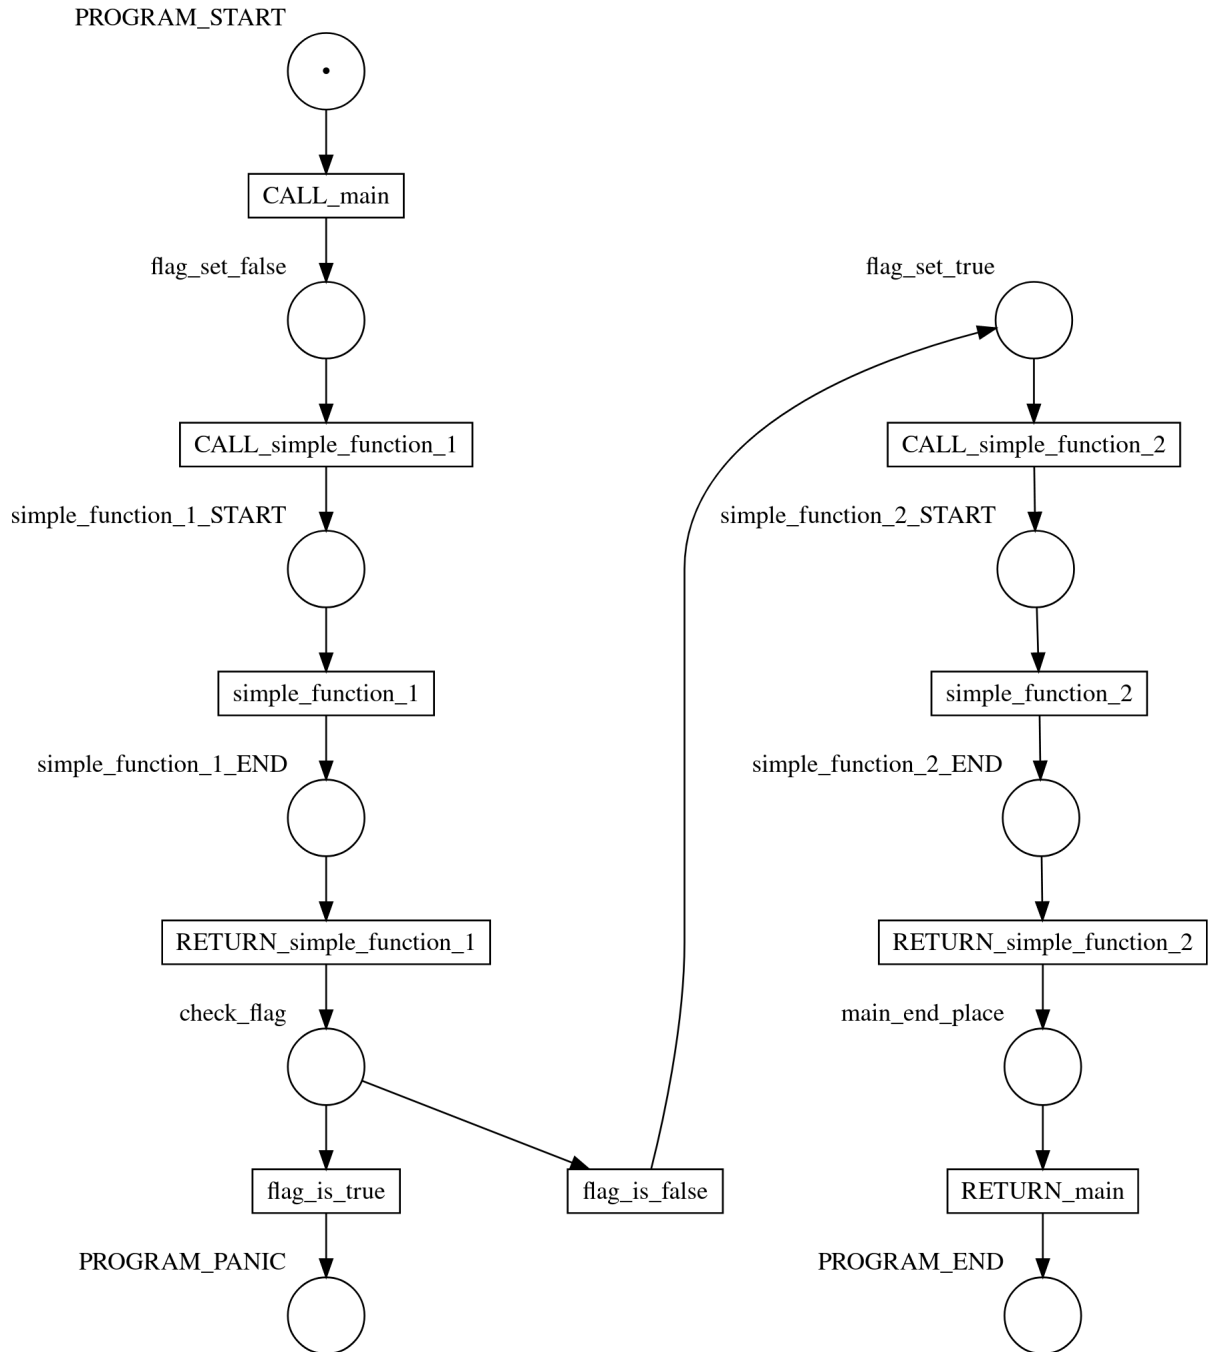 PROGRAM_START
CALL_main
flag_set_false
CALL_simple_function_1
simple_function_1_START
simple_function_1
simple_function_1_END
RETURN_simple_function_1
check_flag
flag_is_true
flag_is_false
PROGRAM_PANIC
flag_set_true
CALL_simple_function_2
simple_function_2_START
simple_function_2
simple_function_2_END
RETURN_simple_function_2
main_end_place
RETURN_main
PROGRAM_END